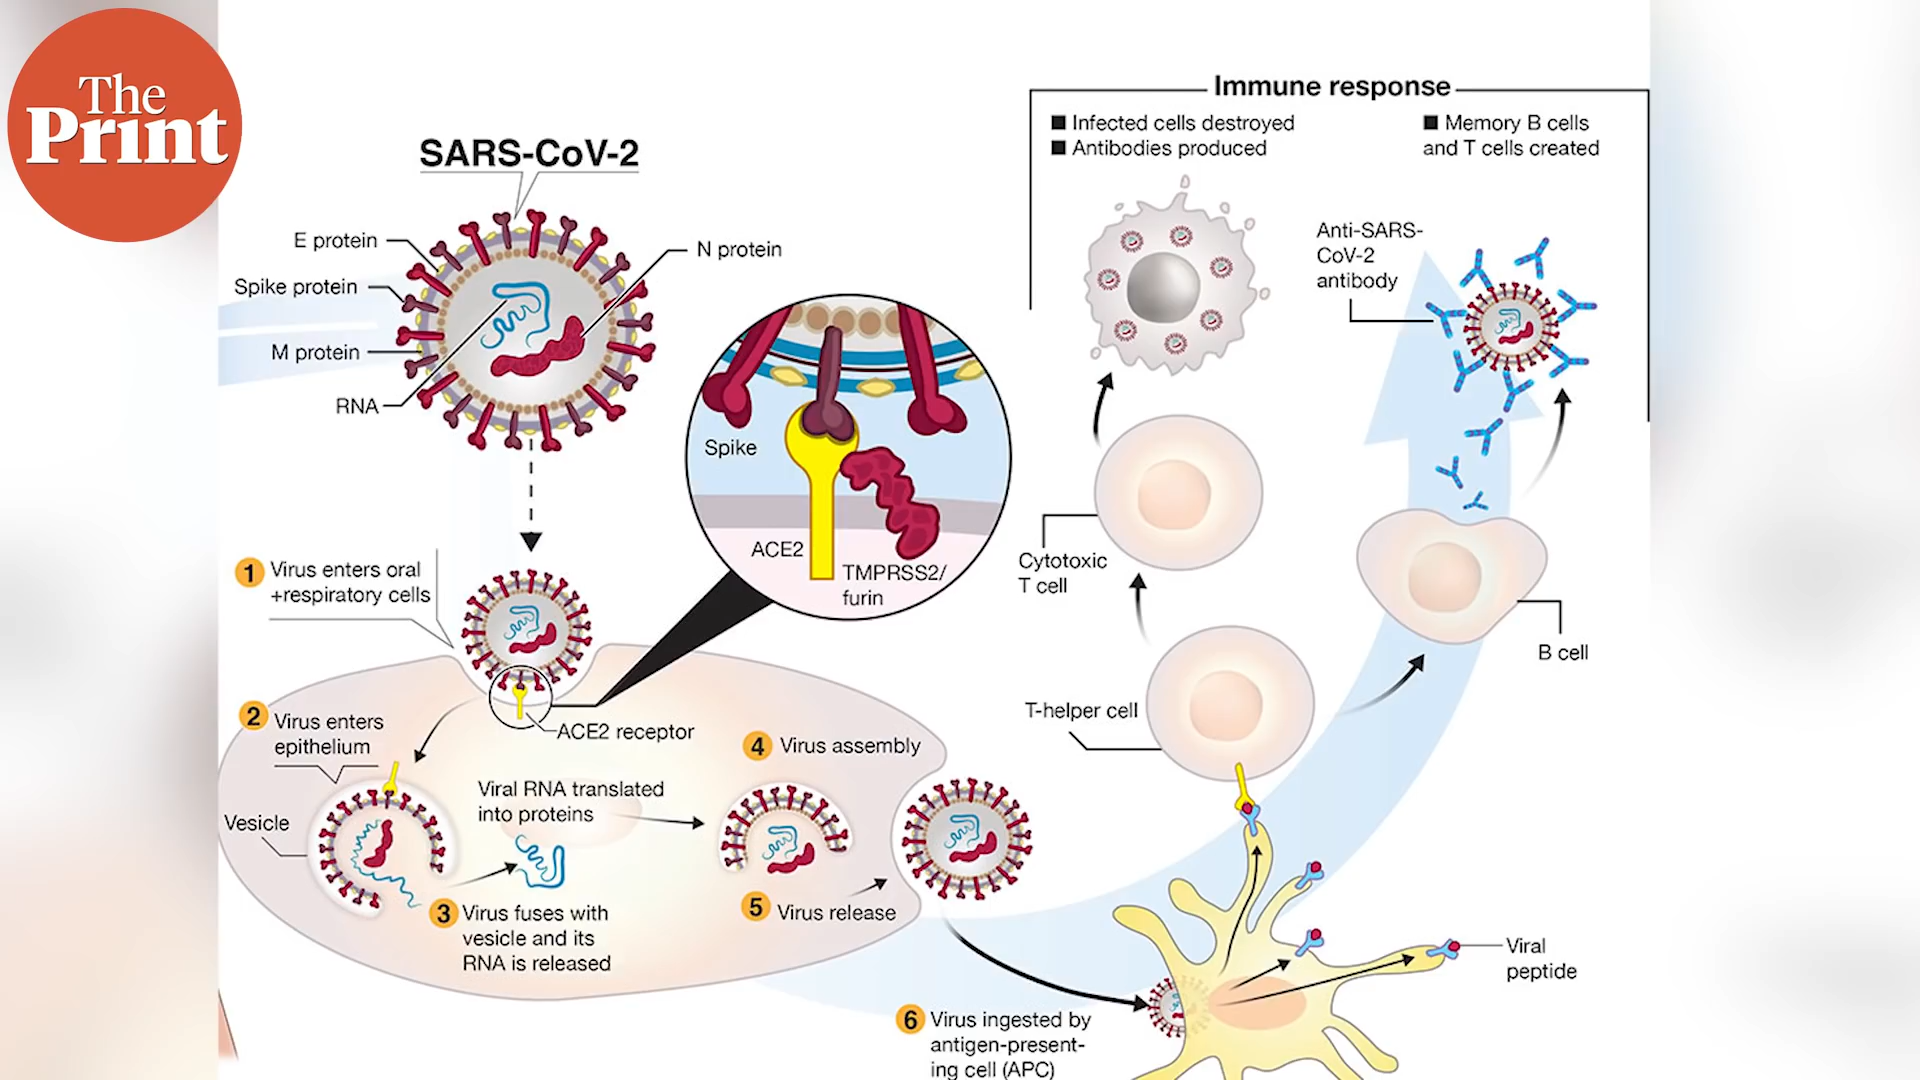 The
Print
SARS-CoV-2
E protein
Spike protein
M protein
RNA
N protein
Spike
ACE2
TMPRSS2/
furin
1 Virus enters oral
+respiratory cells
ACE2 receptor
2 Virus enters
epithelium
Vesicle
Viral RNA translated
into proteins
3 Virus fuses with
vesicle and its
RNA is released
4 Virus assembly
5 Virus release
6 Virus ingested by
antigen-present-
ing cell (APC)
Immune response
Infected cells destroyed
Antibodies produced
Memory B cells
and T cells created
Anti-SARS-
CoV-2
antibody
Cytotoxic
T cell
B cell
T-helper cell
Viral
peptide